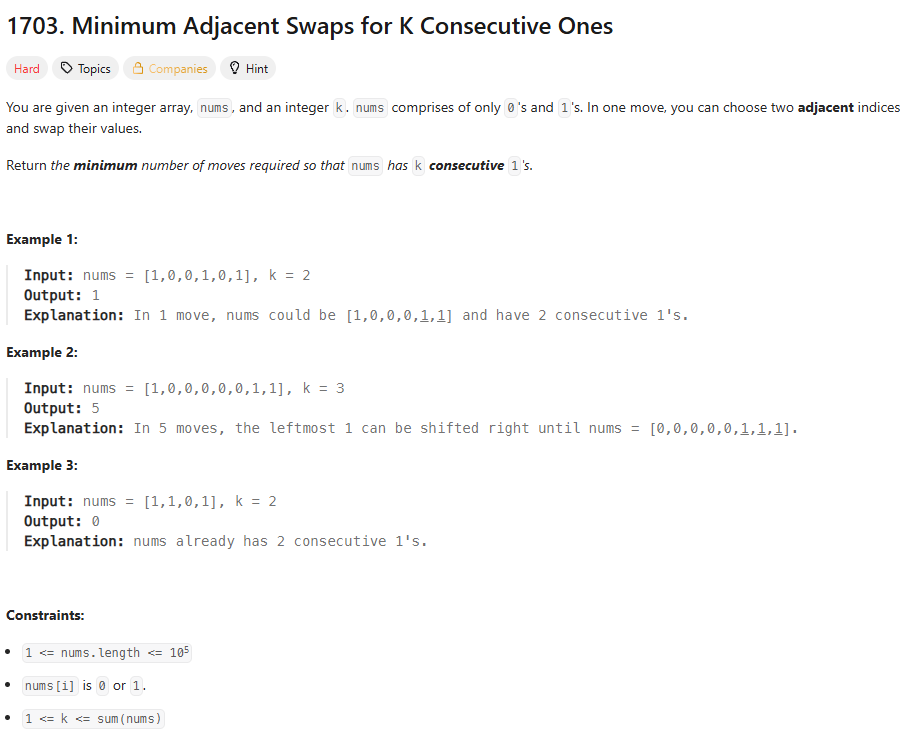 1703. Minimum Adjacent Swaps for K Consecutive Ones
Hard Topics Companies Hint
You are given an integer array, nums, and an integer k. nums comprises of only 0's and 1's. In one move, you can choose two adjacent indices
and swap their values.
Return the minimum number of moves required so that nums has k consecutive 1's.
Example 1:
Input: nums = [1,0,0,1,0,1], k = 2
Output: 1
Explanation: In 1 move, nums could be [1,0,0,0,1,1] and have 2 consecutive 1's.
Example 2:
Input: nums = [1,0,0,0,0,0,1,1], k = 3
Output: 5
Explanation: In 5 moves, the leftmost 1 can be shifted right until nums = [0,0,0,0,0,1,1,1].
Example 3:
Input: nums = [1,1,0,1], k = 2
Output: 0
Explanation: nums already has 2 consecutive 1's.
Constraints:
• 1 <= nums.length <= 10⁵
• nums[i] is 0 or 1.
• 1 <= k <= sum(nums)